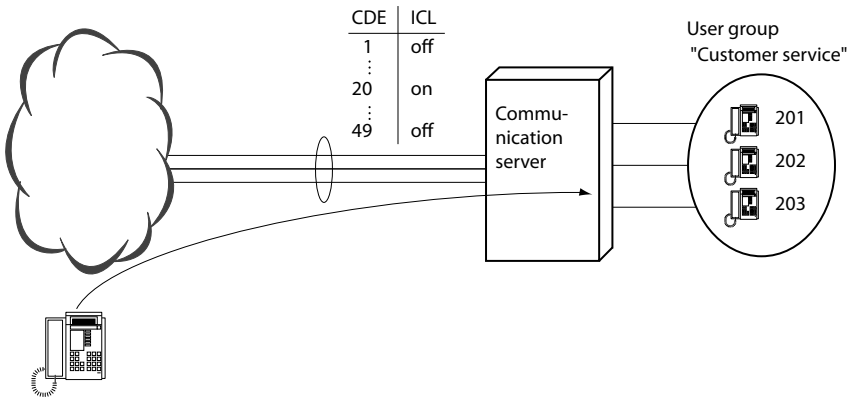 CDE ICL
1 off
⋮
20 on
⋮
49 off
Commu-
nication
server
User group
"Customer service"
201
202
203